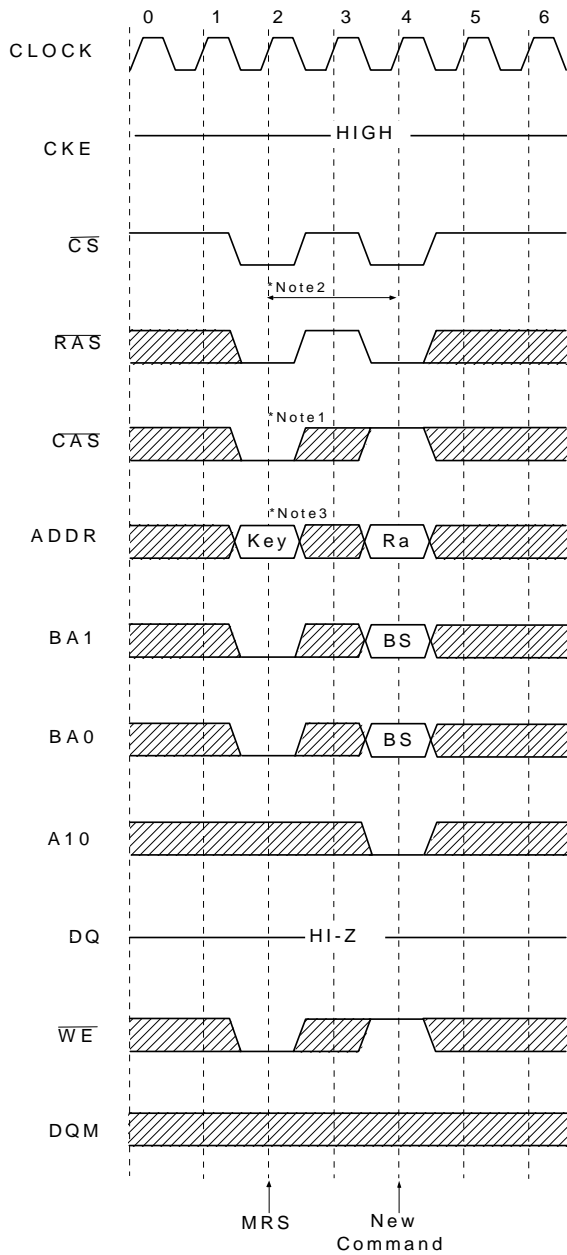 0 1 2 3 4 5 6
CLOCK
HIGH
CKE
CS
*Note2
RAS
*Note1
CAS
*Note3
ADDR Key Ra
BA1 BS
BA0 BS
A10
DQ HI-Z
WE
DQM
MRS New
Command